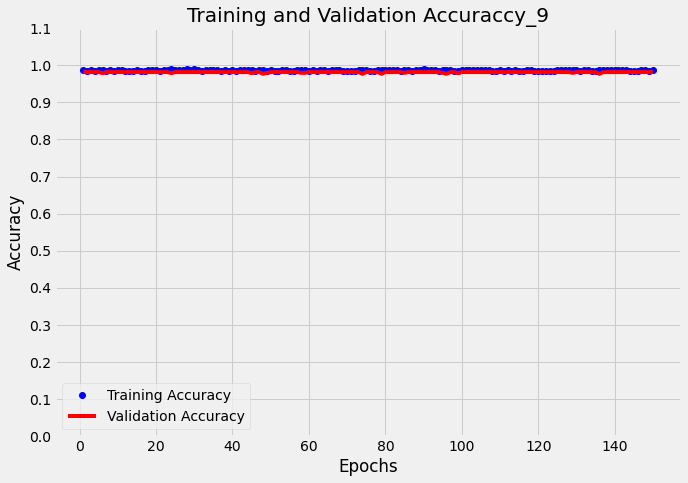 Training and Validation Accuraccy_9
1.1
1.0
0.9
0.8
0.7
0.6
0.5
0.4
0.3
0.2
0.1
0.0
Accuracy
Training Accuracy
Validation Accuracy
0 20 40 60 80 100 120 140
Epochs